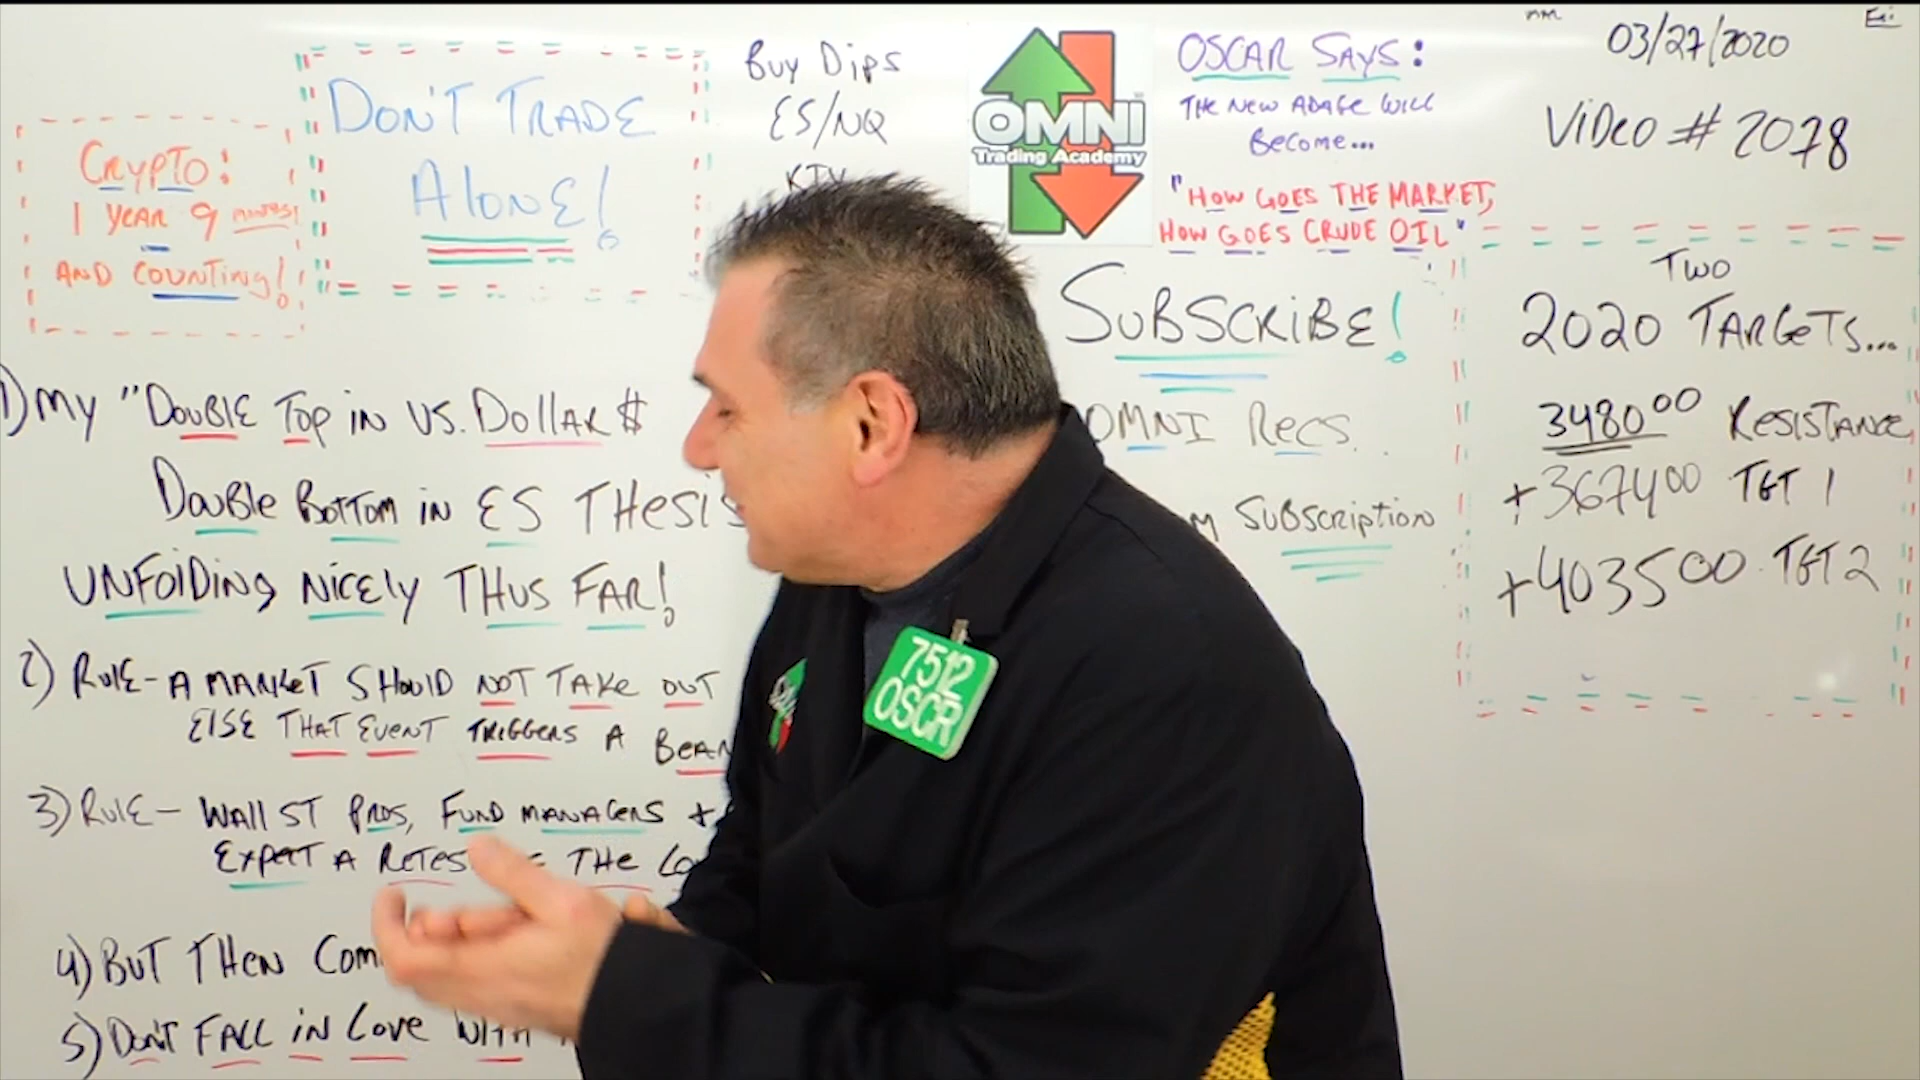 CRYPTO!
1 YEAR 9 MONTHS!
AND COUNTING!
DON'T TRADE
ALONE!
BUY DIPS
ES/NQ
OMNI
Trading Academy
OSCAR SAYS:
THE NEW ADAGE WILL
BECOME...
"HOW GOES THE MARKET,
HOW GOES CRUDE OIL"
03/27/2020
VIDEO # 2078
SUBSCRIBE!
OMNI RECS.
SUBSCRIPTION
TWO
2020 TARGETS...
3480 00 RESISTANCE
+3674 00 TGT 1
+4035 00 TGT 2
1) MY "DOUBLE TOP IN US. DOLLAR $
DOUBLE BOTTOM IN ES THESIS
UNFOLDING NICELY THUS FAR!
2) RULE - A MARKET SHOULD NOT TAKE OUT
ELSE THAT EVENT TRIGGERS A BEAR
3) RULE - WALL ST PROS, FUND MANAGERS +
EXPECT A RETES THE LO
4) BUT THEN COM
5) DON'T FALL IN LOVE WITH
7512
OSCR